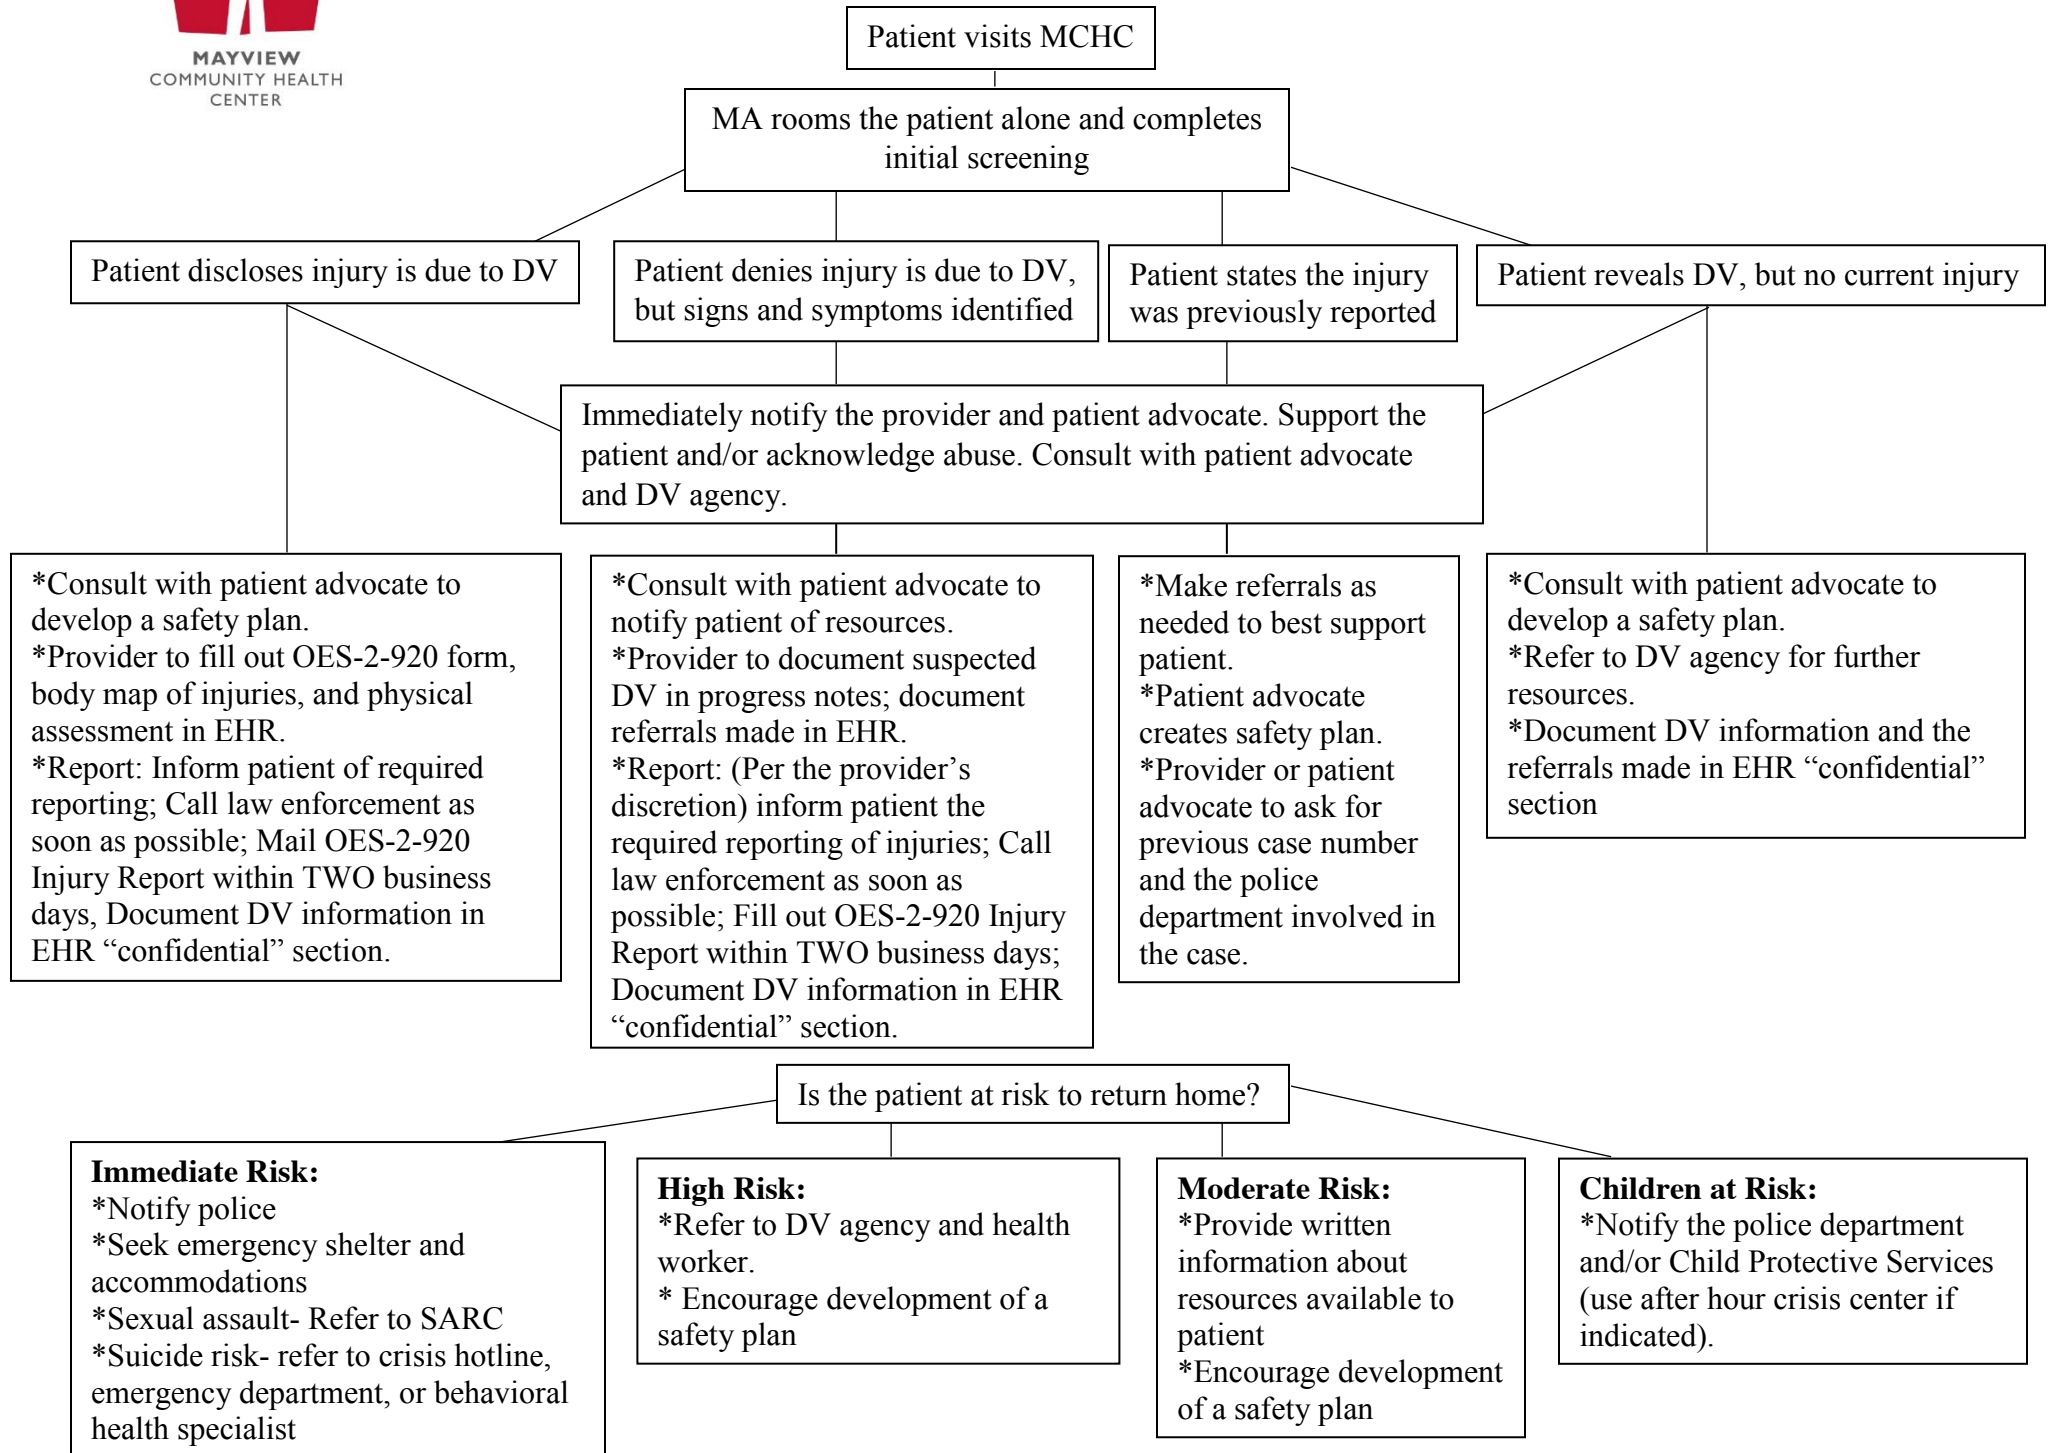 MAYVIEW
COMMUNITY HEALTH
CENTER
Patient visits MCHC
MA rooms the patient alone and completes
initial screening
Patient discloses injury is due to DV
Patient denies injury is due to DV,
but signs and symptoms identified
Patient states the injury
was previously reported
Patient reveals DV, but no current injury
Immediately notify the provider and patient advocate. Support the
patient and/or acknowledge abuse. Consult with patient advocate
and DV agency.
*Consult with patient advocate to
develop a safety plan.
*Provider to fill out OES-2-920 form,
body map of injuries, and physical
assessment in EHR.
*Report: Inform patient of required
reporting; Call law enforcement as
soon as possible; Mail OES-2-920
Injury Report within TWO business
days, Document DV information in
EHR “confidential” section.
*Consult with patient advocate to
notify patient of resources.
*Provider to document suspected
DV in progress notes; document
referrals made in EHR.
*Report: (Per the provider’s
discretion) inform patient the
required reporting of injuries; Call
law enforcement as soon as
possible; Fill out OES-2-920 Injury
Report within TWO business days;
Document DV information in EHR
“confidential” section.
*Make referrals as
needed to best support
patient.
*Patient advocate
creates safety plan.
*Provider or patient
advocate to ask for
previous case number
and the police
department involved in
the case.
*Consult with patient advocate to
develop a safety plan.
*Refer to DV agency for further
resources.
*Document DV information and the
referrals made in EHR “confidential”
section
Is the patient at risk to return home?
Immediate Risk:
*Notify police
*Seek emergency shelter and
accommodations
*Sexual assault- Refer to SARC
*Suicide risk- refer to crisis hotline,
emergency department, or behavioral
health specialist
High Risk:
*Refer to DV agency and health
worker.
* Encourage development of a
safety plan
Moderate Risk:
*Provide written
information about
resources available to
patient
*Encourage development
of a safety plan
Children at Risk:
*Notify the police department
and/or Child Protective Services
(use after hour crisis center if
indicated).